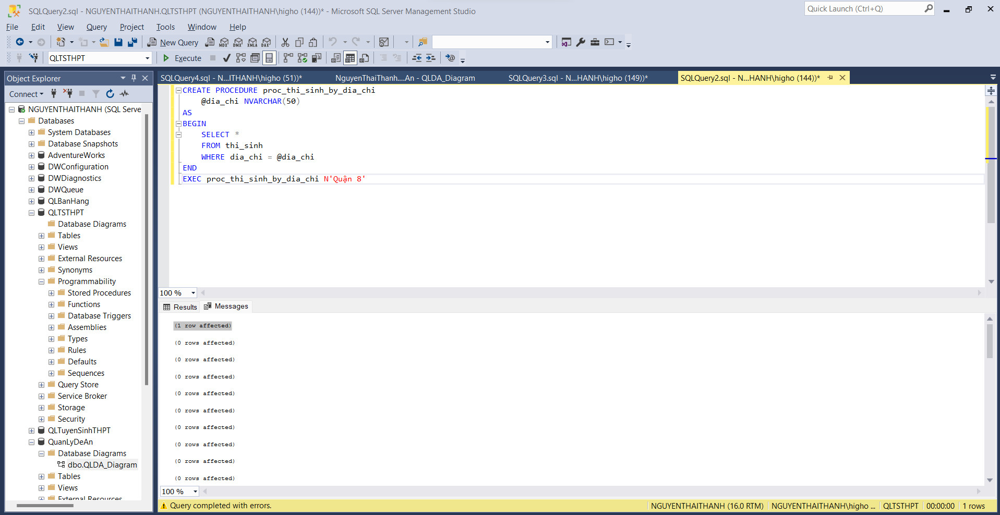 SQLQuery2.sql - NGUYENTHAITHANH.QLTSTHPT (NGUYENTHAITHANH\higho (144))* - Microsoft SQL Server Management Studio
Quick Launch (Ctrl+Q)
File Edit View Query Project Tools Window Help
New Query MDX DMX XMLA DAX
QLTSTHPT Execute
Object Explorer
Connect
NGUYENTHAITHANH (SQL Serve
Databases
System Databases
Database Snapshots
AdventureWorks
DWConfiguration
DWDiagnostics
DWQueue
QLBanHang
QLTSTHPT
Database Diagrams
Tables
Views
External Resources
Synonyms
Programmability
Stored Procedures
Functions
Database Triggers
Assemblies
Types
Rules
Defaults
Sequences
Query Store
Service Broker
Storage
Security
QLTuyenSinhTHPT
QuanLyDeAn
Database Diagrams
dbo.QLDA_Diagram
Tables
Views
External Resources
SQLQuery4.sql - N...ITHANH\higho (51))* NguyenThaiThanh....An - QLDA_Diagram SQLQuery3.sql - N...HANH\higho (149))* SQLQuery2.sql - N...HANH\higho (144))*
CREATE PROCEDURE proc_thi_sinh_by_dia_chi
@dia_chi NVARCHAR(50)
AS
BEGIN
SELECT *
FROM thi_sinh
WHERE dia_chi = @dia_chi
END
EXEC proc_thi_sinh_by_dia_chi N'Quận 8'
100 %
Results Messages
(1 row affected)
(0 rows affected)
(0 rows affected)
(0 rows affected)
(0 rows affected)
(0 rows affected)
(0 rows affected)
(0 rows affected)
(0 rows affected)
(0 rows affected)
100 %
Query completed with errors. NGUYENTHAITHANH (16.0 RTM) NGUYENTHAITHANH\higho ... QLTSTHPT 00:00:00 1 rows